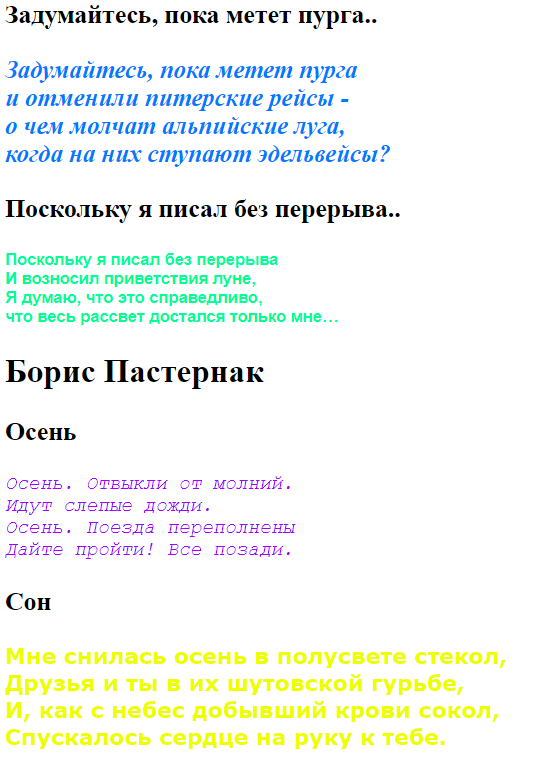 Задумайтесь, пока метет пурга..
Задумайтесь, пока метет пурга
и отменили питерские рейсы -
о чем молчат альпийские луга,
когда на них ступают эдельвейсы?
Поскольку я писал без перерыва..
Поскольку я писал без перерыва
И возносил приветствия луне,
Я думаю, что это справедливо,
что весь рассвет достался только мне…
Борис Пастернак
Осень
Осень. Отвыкли от молний.
Идут слепые дожди.
Осень. Поезда переполнены
Дайте пройти! Все позади.
Сон
Мне снилась осень в полусвете стекол,
Друзья и ты в их шутовской гурьбе,
И, как с небес добывший крови сокол,
Спускалось сердце на руку к тебе.